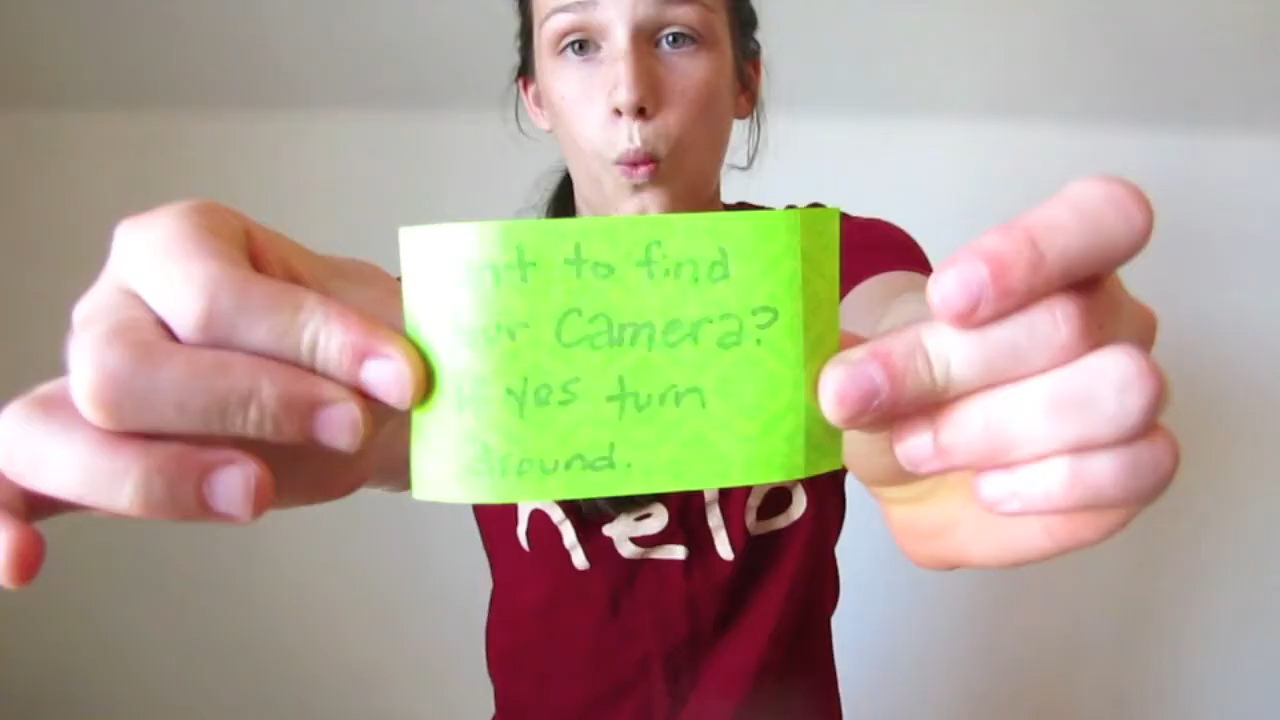 to find
Camera?
yes turn
around.